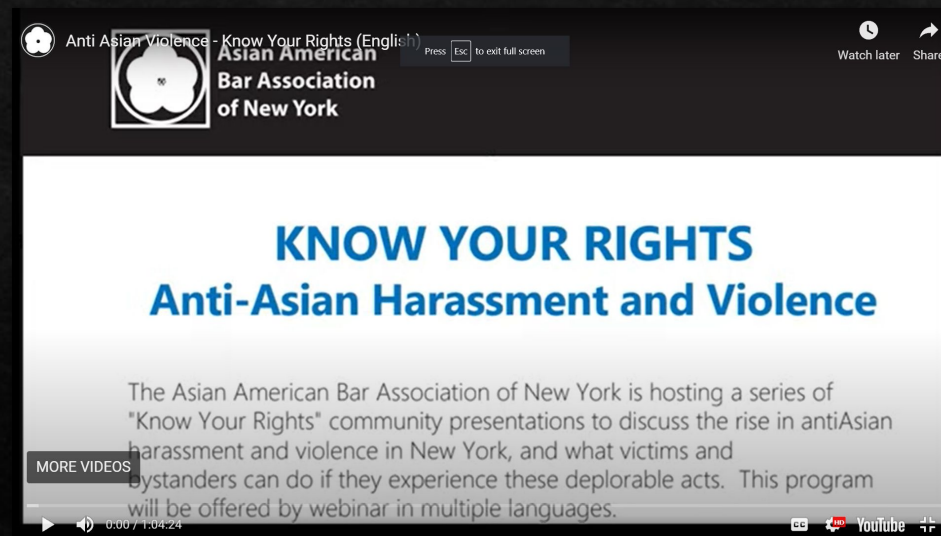 Anti Asian Violence - Know Your Rights (English)
Press Esc to exit full screen
Watch later
Share
Asian American
Bar Association
of New York
KNOW YOUR RIGHTS
Anti-Asian Harassment and Violence
The Asian American Bar Association of New York is hosting a series of
"Know Your Rights" community presentations to discuss the rise in antiAsian
harassment and violence in New York, and what victims and
MORE VIDEOS
bystanders can do if they experience these deplorable acts. This program
will be offered by webinar in multiple languages.
0:00 / 1:04:24
CC
HD
YouTube